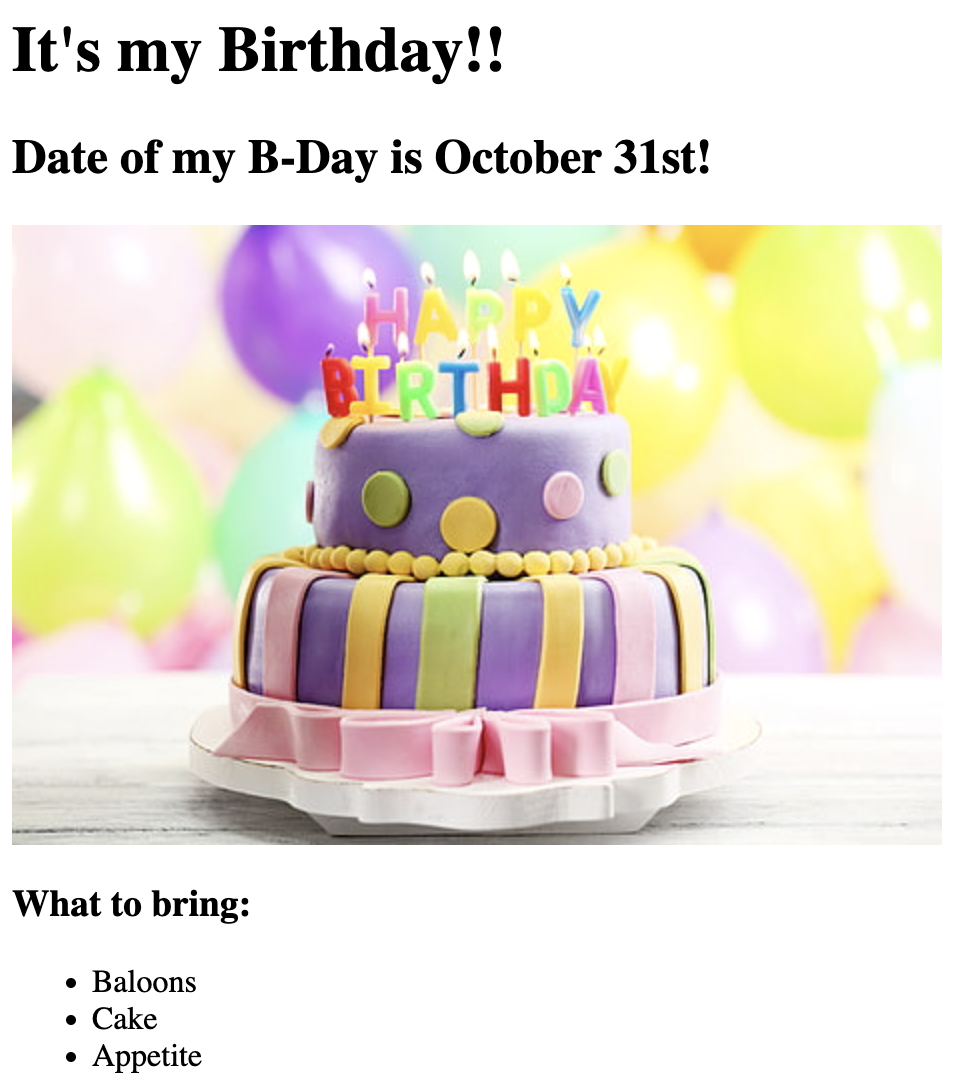 It's my Birthday!!
Date of my B-Day is October 31st!
HAPPY
BIRTHDAY
What to bring:
Baloons
Cake
Appetite